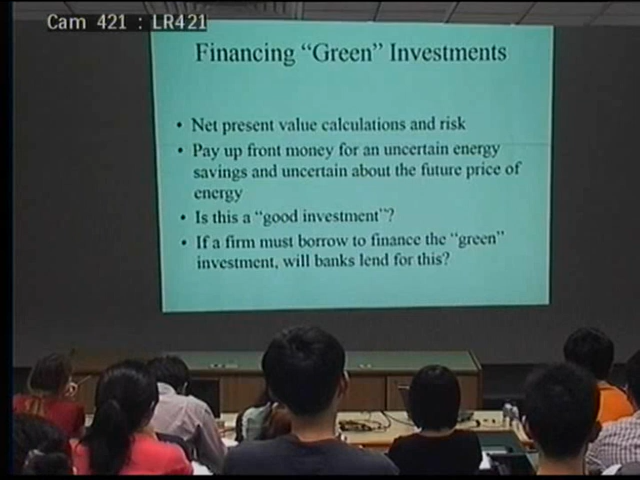 Cam 421 : LR421
Financing “Green” Investments
• Net present value calculations and risk
• Pay up front money for an uncertain energy
savings and uncertain about the future price of
energy
• Is this a “good investment”?
• If a firm must borrow to finance the “green”
investment, will banks lend for this?